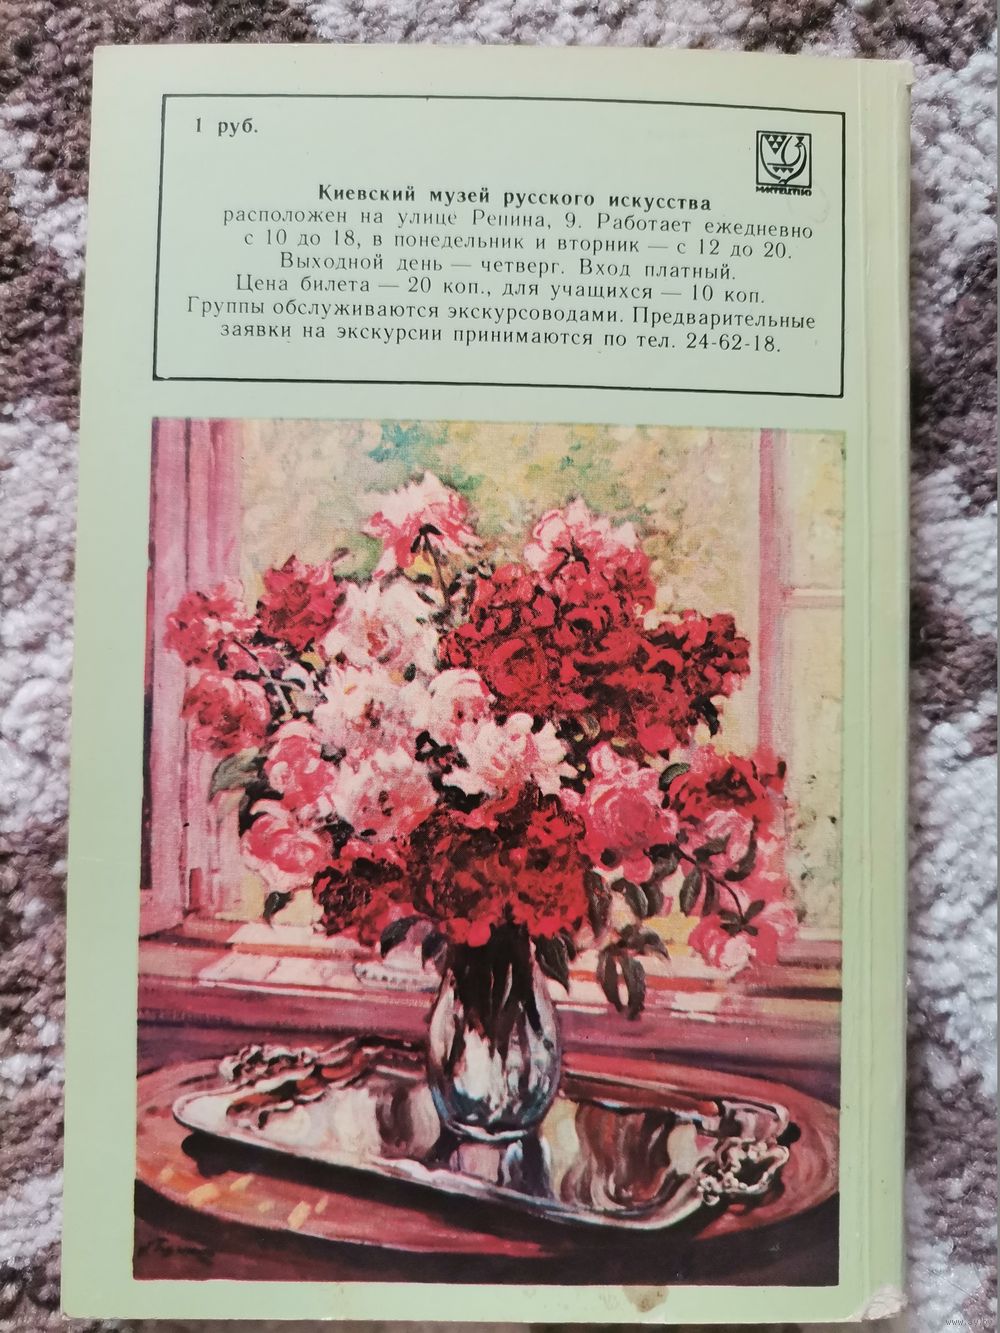 1 руб.
МИСТЕЦТВО
Киевский музей русского искусства
расположен на улице Репина, 9. Работает ежедневно
с 10 до 18, в понедельник и вторник — с 12 до 20.
Выходной день — четверг. Вход платный.
Цена билета — 20 коп., для учащихся — 10 коп.
Группы обслуживаются экскурсоводами. Предварительные
заявки на экскурсии принимаются по тел. 24-62-18.